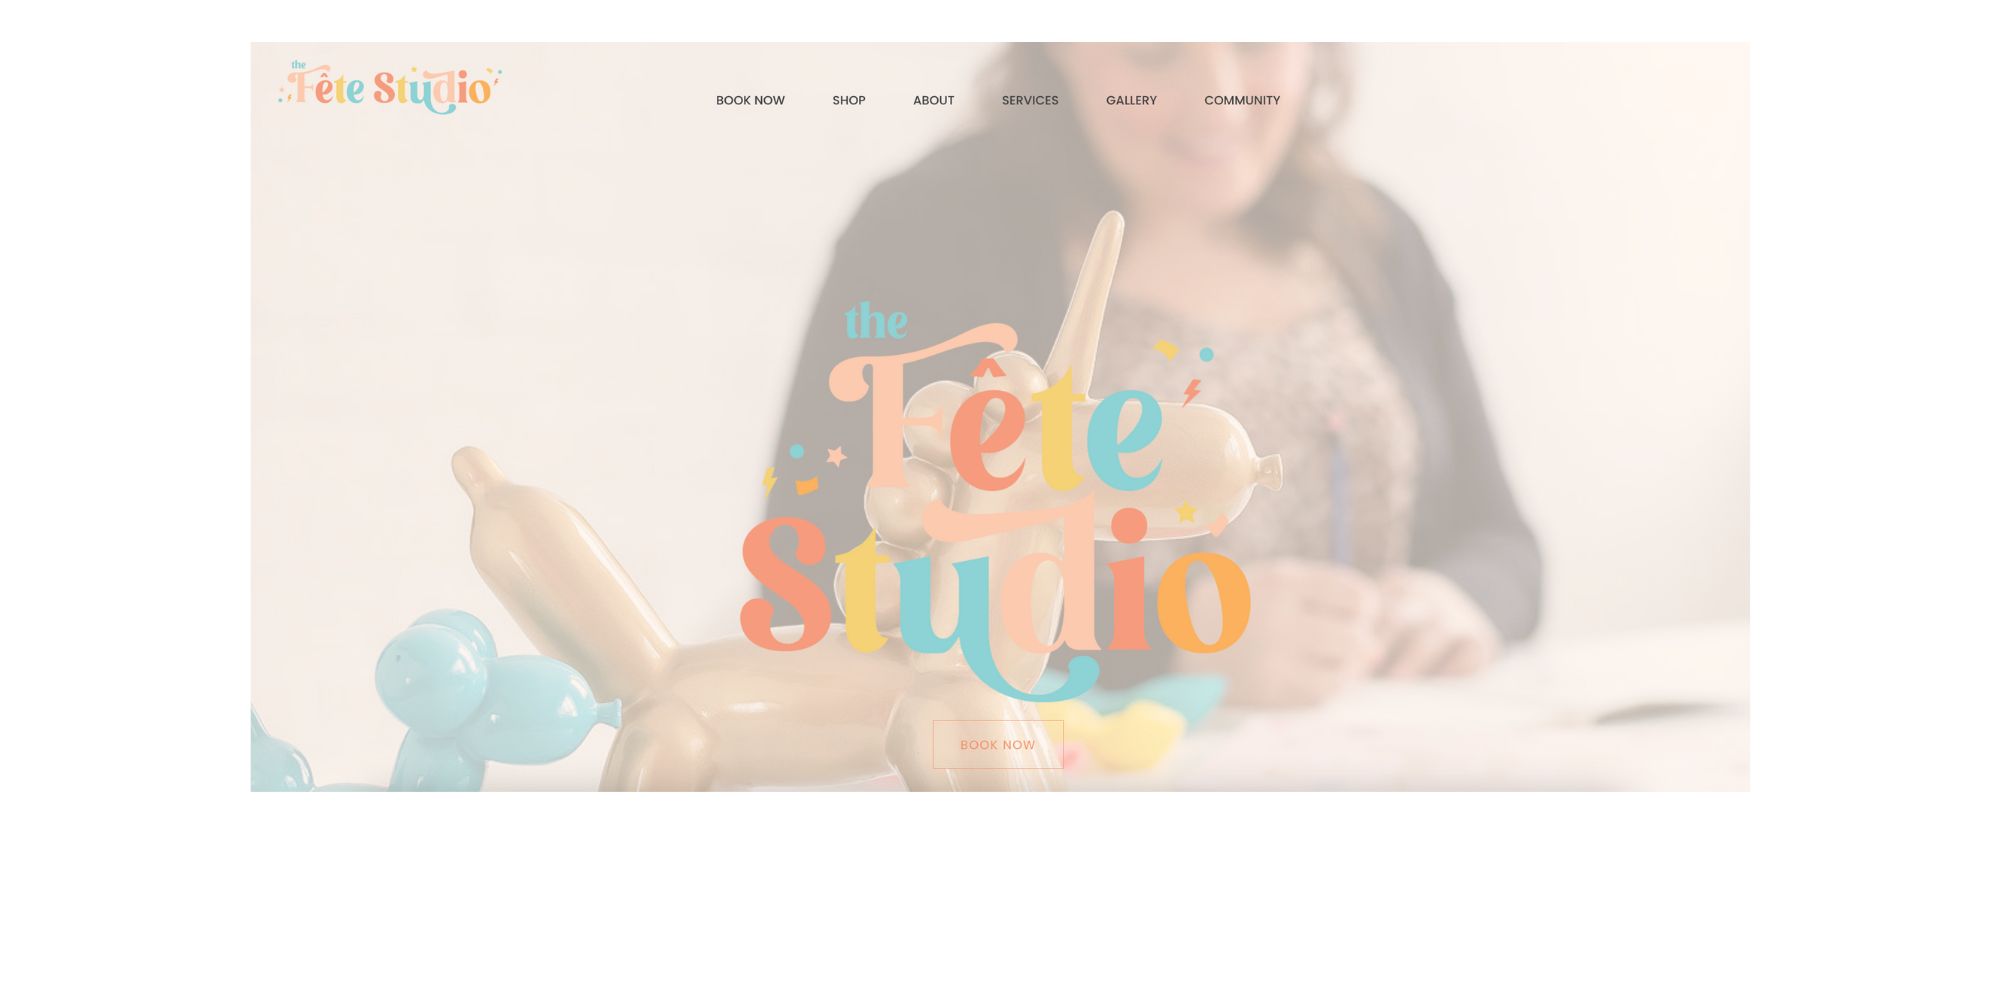 the
Fête Studio
BOOK NOW
SHOP
ABOUT
SERVICES
GALLERY
COMMUNITY
the
Fête
Studio
BOOK NOW